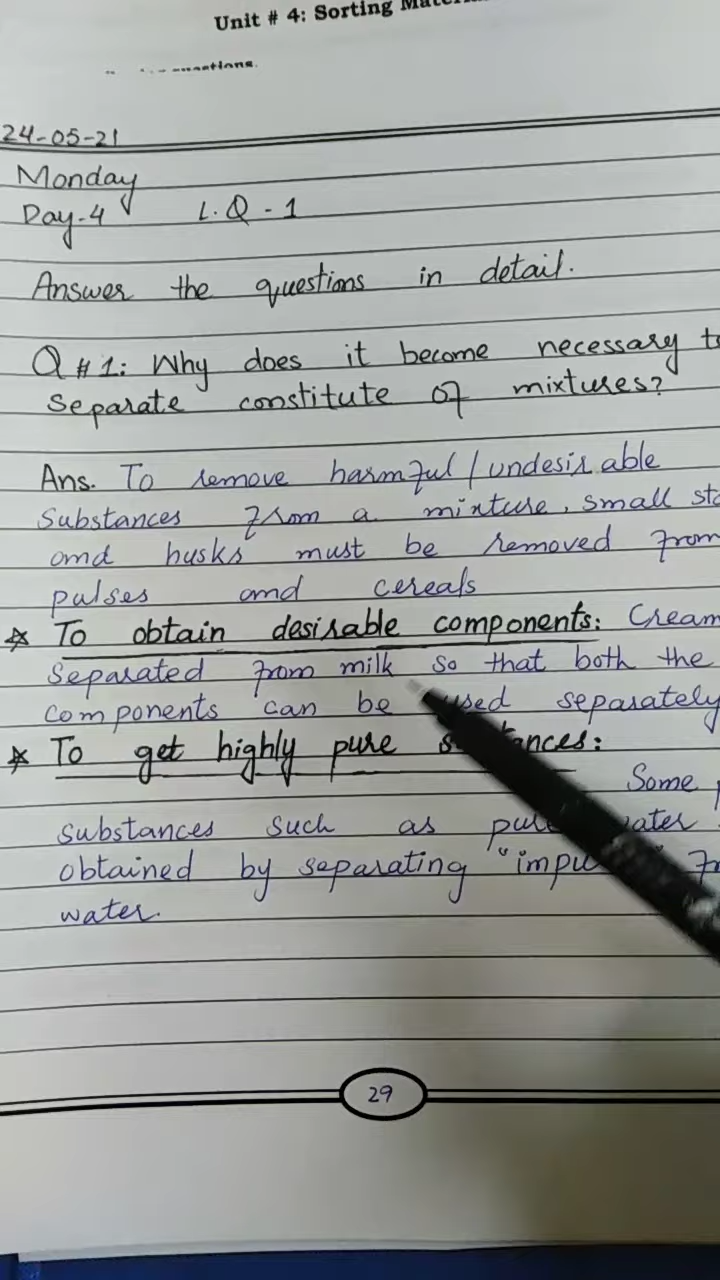 Unit # 4: Sorting
24-05-21
Monday
Day-4 L.Q-1
Answer the questions in detail.
Q #1: Why does it become necessary
separate constitute of mixtures?
Ans. To remove harmful/undesirable
substances from a mixture, small
and husks must be removed from
pulses and cereals
* To obtain desirable components: Cream
separated from milk so that both the
components can be used separately
* To get highly pure
Some
substances such as
obtained by separating
water.
29